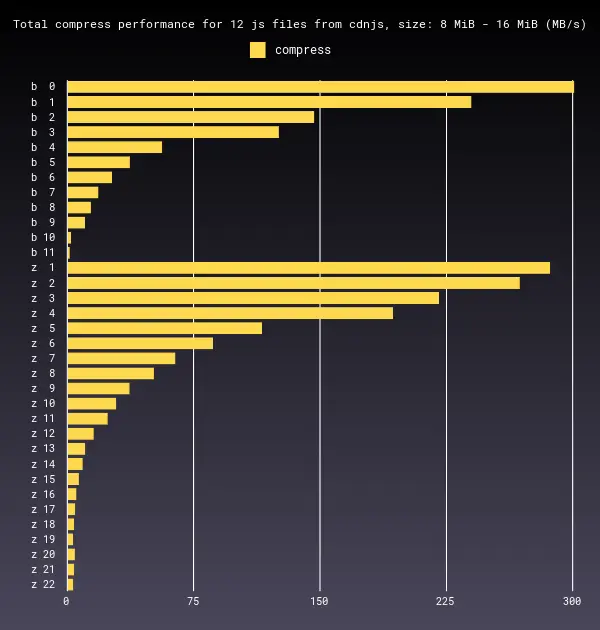 Total compress performance for 12 js files from cdnjs, size: 8 MiB - 16 MiB (MB/s)
compress
b 0
b 1
b 2
b 3
b 4
b 5
b 6
b 7
b 8
b 9
b 10
b 11
z 1
z 2
z 3
z 4
z 5
z 6
z 7
z 8
z 9
z 10
z 11
z 12
z 13
z 14
z 15
z 16
z 17
z 18
z 19
z 20
z 21
z 22
0 75 150 225 300